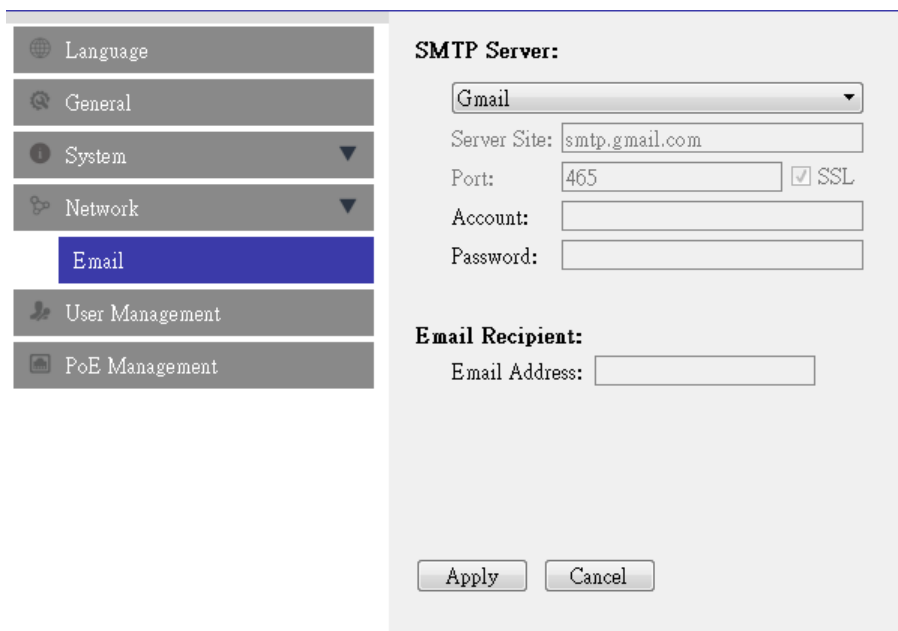 Language
General
System
Network
Email
User Management
PoE Management
SMTP Server:
Gmail
Server Site: smtp.gmail.com
Port: 465 SSL
Account:
Password:
Email Recipient:
Email Address:
Apply Cancel